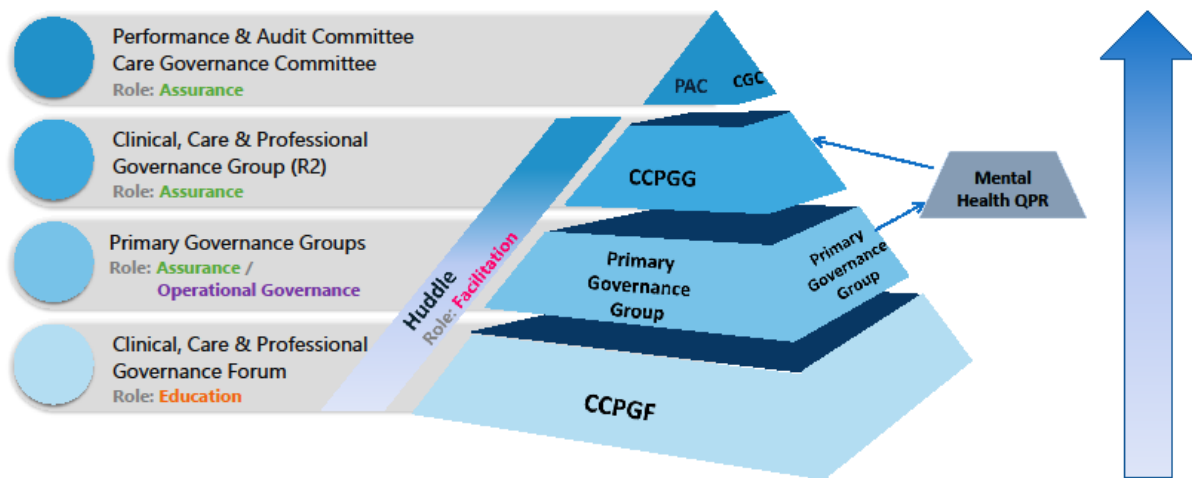 Performance & Audit Committee
Care Governance Committee
Role: Assurance
Clinical, Care & Professional
Governance Group (R2)
Role: Assurance
Primary Governance Groups
Role: Assurance /
Operational Governance
Clinical, Care & Professional
Governance Forum
Role: Education
Huddle
Role: Facilitation
PAC
CGC
CCPGG
Primary
Governance
Group
Primary
Governance
Group
CCPGF
Mental
Health QPR